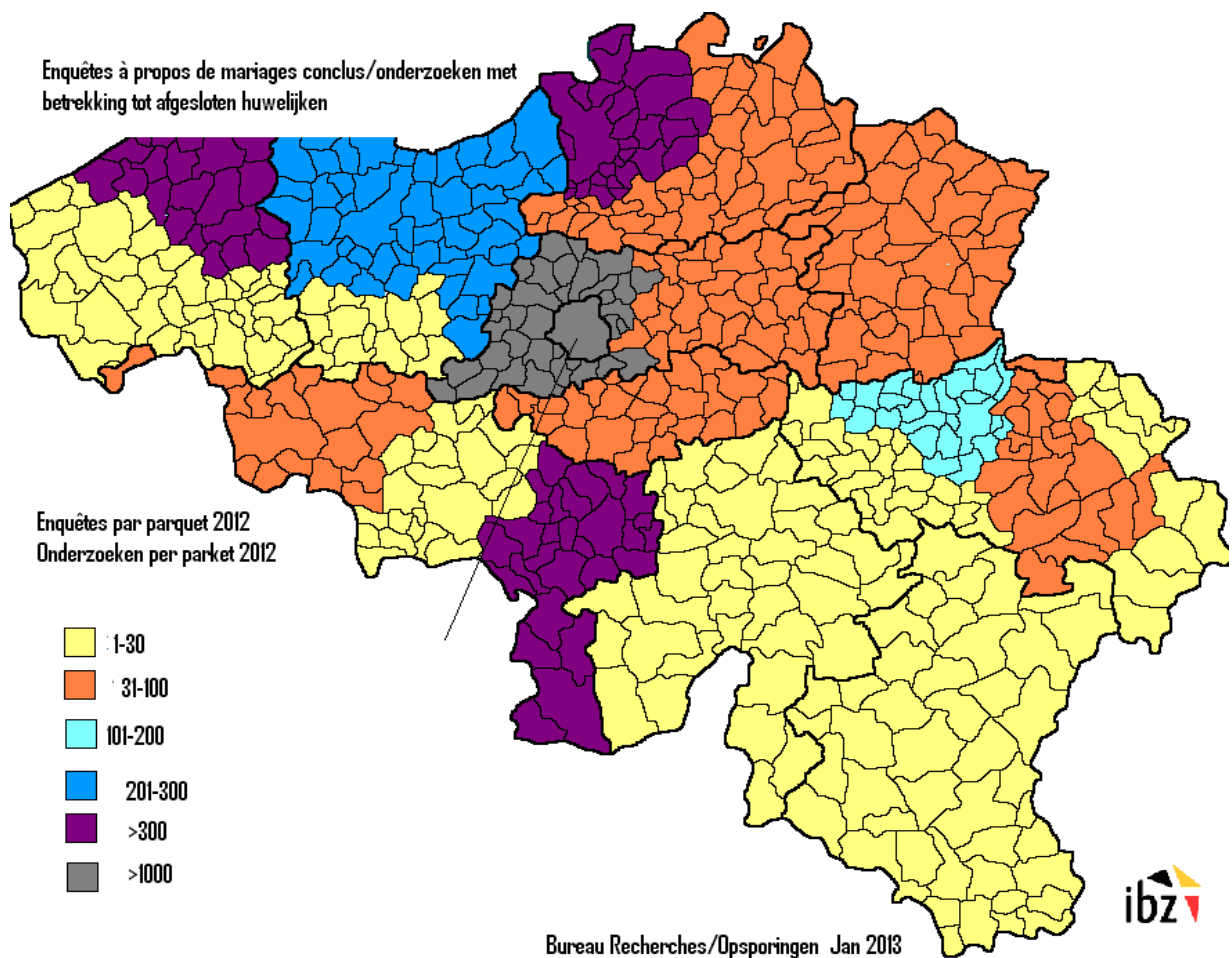 Enquêtes à propos de mariages conclus/onderzoeken met
betrekking tot afgesloten huwelijken
Enquêtes par parquet 2012
Onderzoeken per parket 2012
1-30
31-100
101-200
201-300
>300
>1000
Bureau Recherches/Opsporingen Jan 2013
ibz